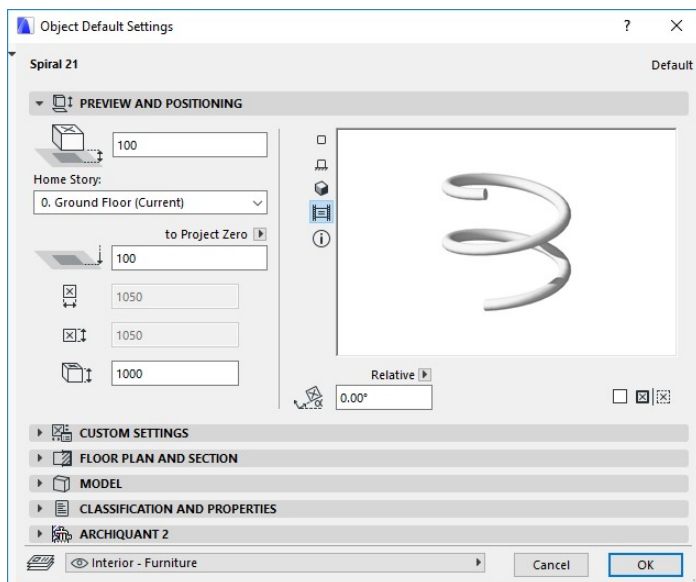 Object Default Settings
Spiral 21
Default
PREVIEW AND POSITIONING
100
Home Story:
0. Ground Floor (Current)
to Project Zero
100
1050
1050
1000
Relative
0.00°
CUSTOM SETTINGS
FLOOR PLAN AND SECTION
MODEL
CLASSIFICATION AND PROPERTIES
ARCHIQUANT 2
Interior - Furniture
Cancel
OK